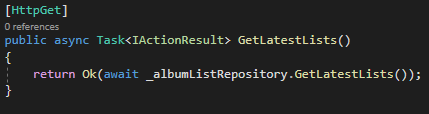 [HttpGet]
0 references
public async Task<IActionResult> GetLatestLists()
{
    return Ok(await _albumListRepository.GetLatestLists());
}